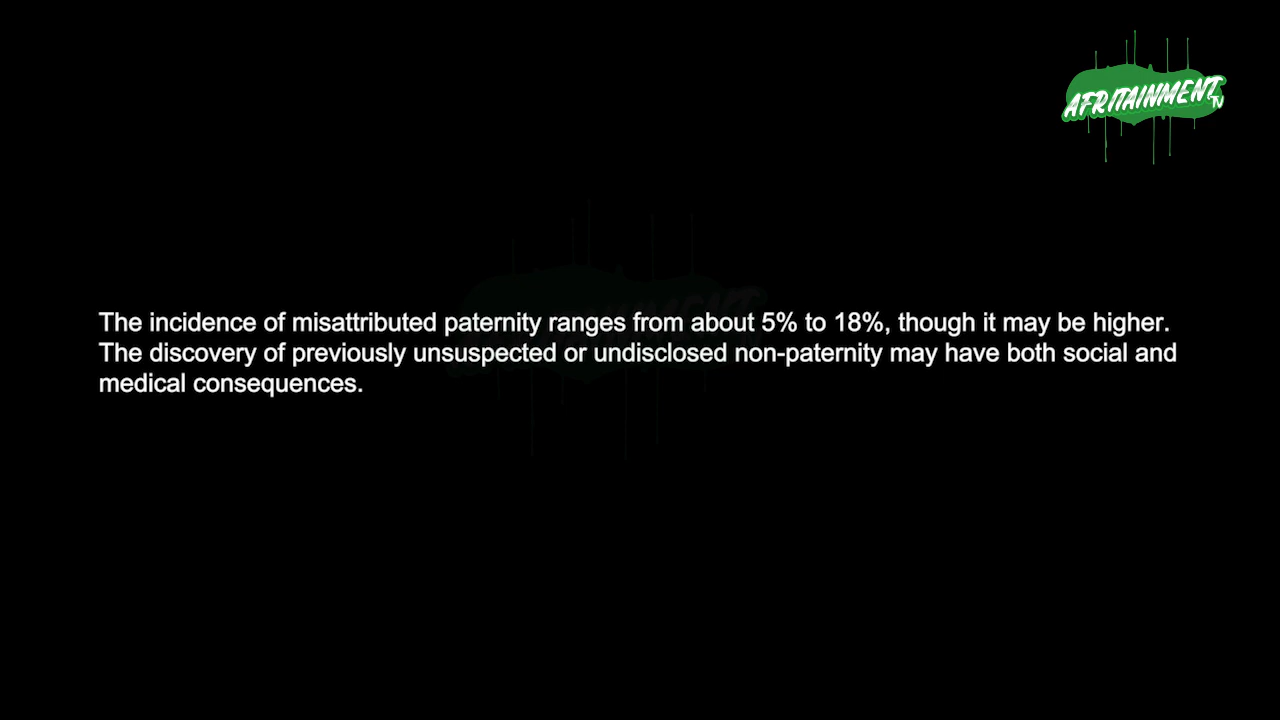 AFRITAINMENT
TV
The incidence of misattributed paternity ranges from about 5% to 18%, though it may be higher.
The discovery of previously unsuspected or undisclosed non-paternity may have both social and
medical consequences.